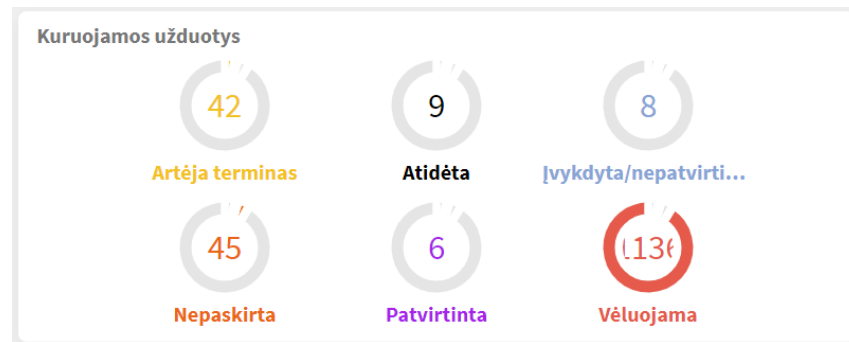 Kuruojamos užduotys
42 9 8
Artėja terminas Atidėta Įvykdyta/nepatvirti...
45 6
Nepaskirta Patvirtinta Vėluojama